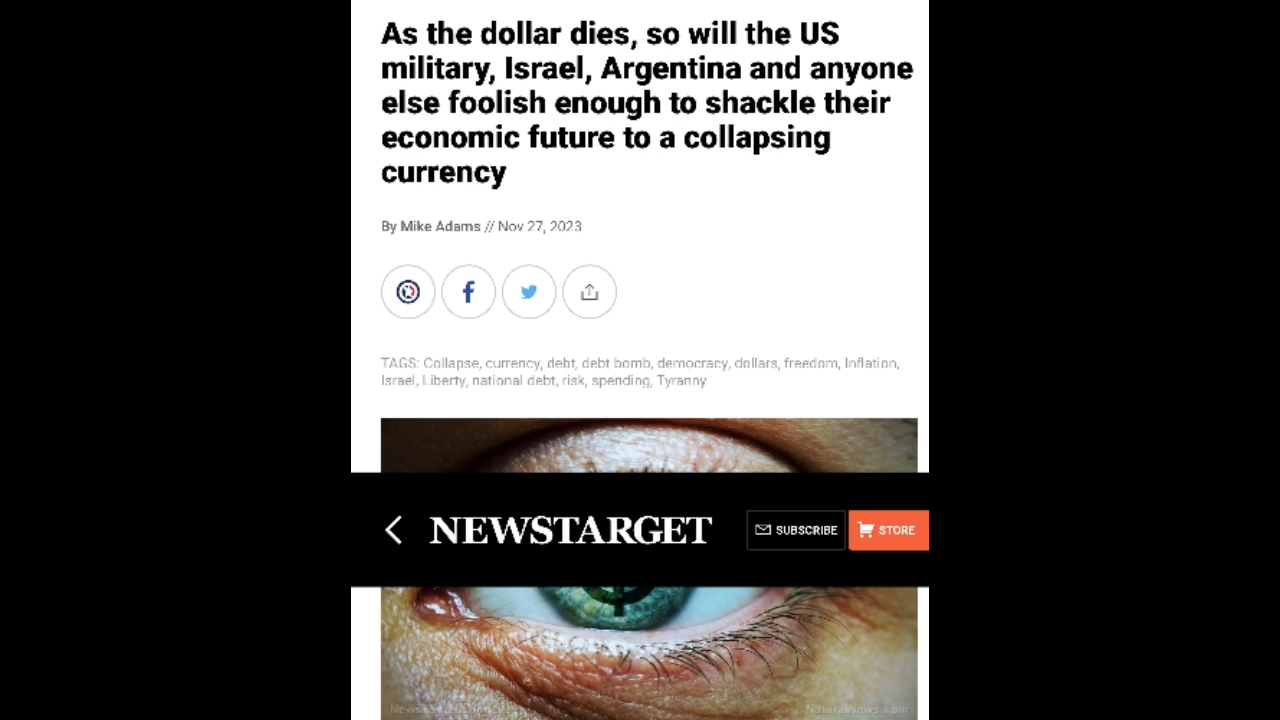 As the dollar dies, so will the US
military, Israel, Argentina and anyone
else foolish enough to shackle their
economic future to a collapsing
currency
By Mike Adams // Nov 27, 2023
TAGS: Collapse, currency, debt, debt bomb, democracy, dollars, freedom, Inflation,
Israel, Liberty, national debt, risk, spending, Tyranny
NEWSTARGET
SUBSCRIBE
STORE
NaturalNews.com